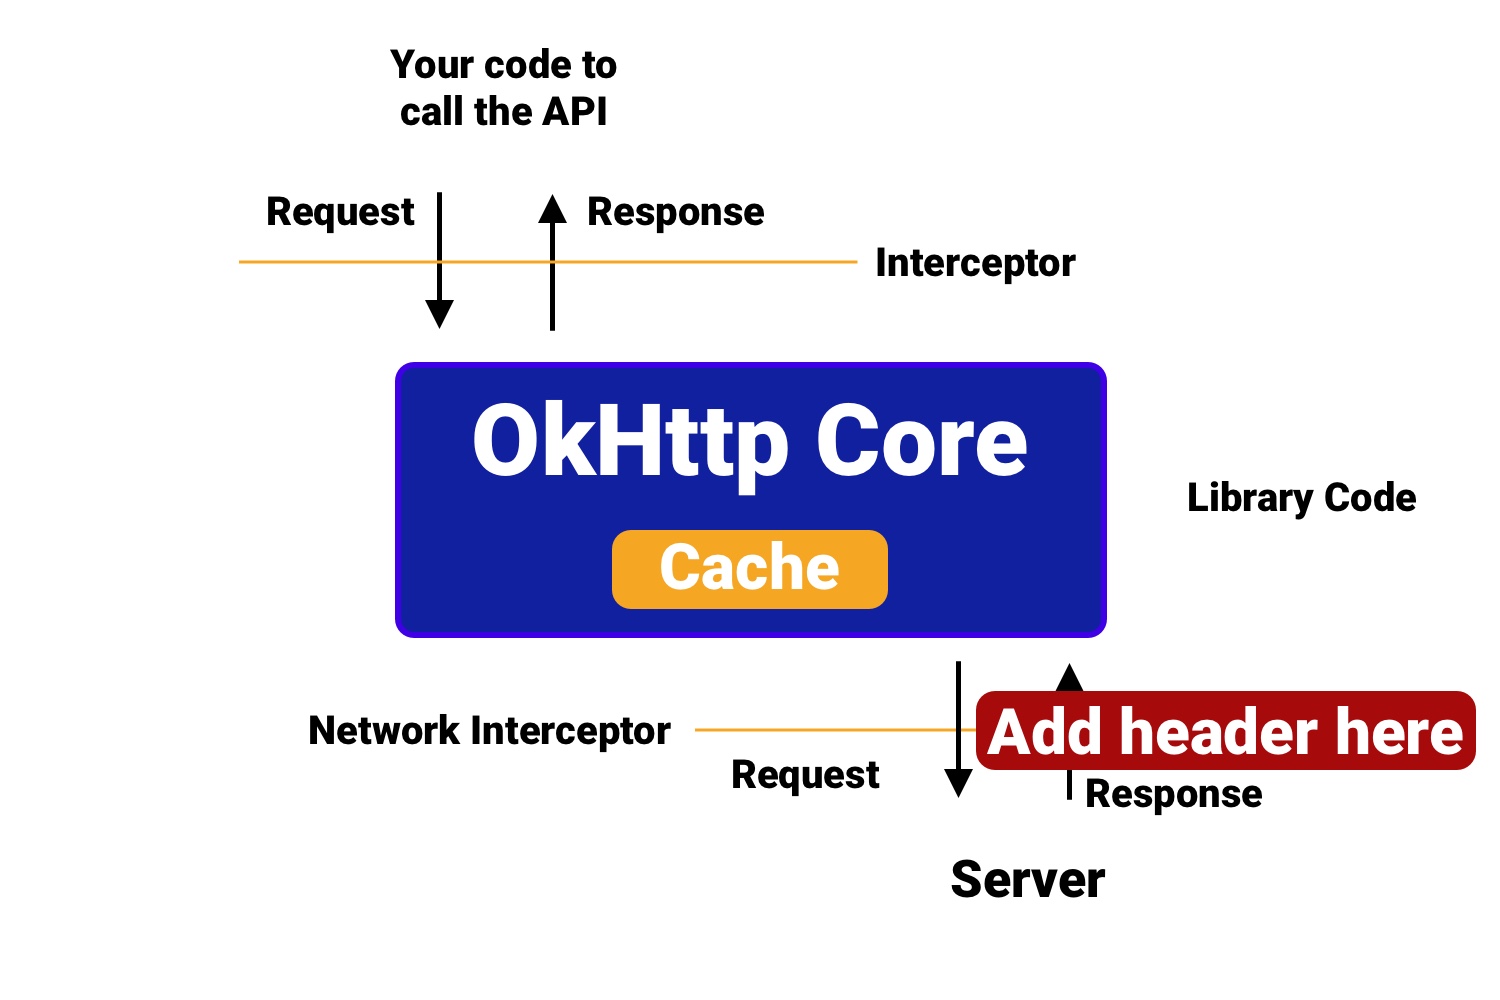 Your code to
call the API
Request
Response
Interceptor
OkHttp Core
Cache
Library Code
Network Interceptor
Add header here
Request
Response
Server